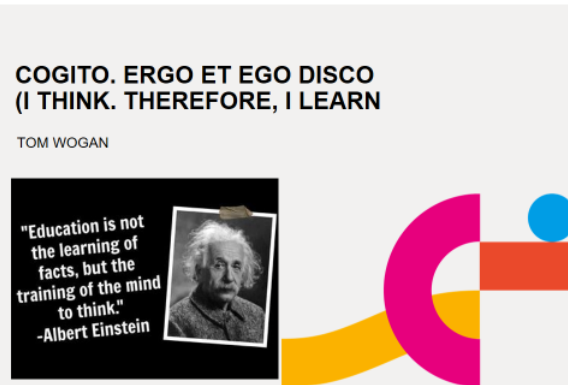 COGITO. ERGO ET EGO DISCO
(I THINK. THEREFORE, I LEARN
TOM WOGAN
"Education is not
the learning of
facts, but the
training of the mind
to think."
-Albert Einstein